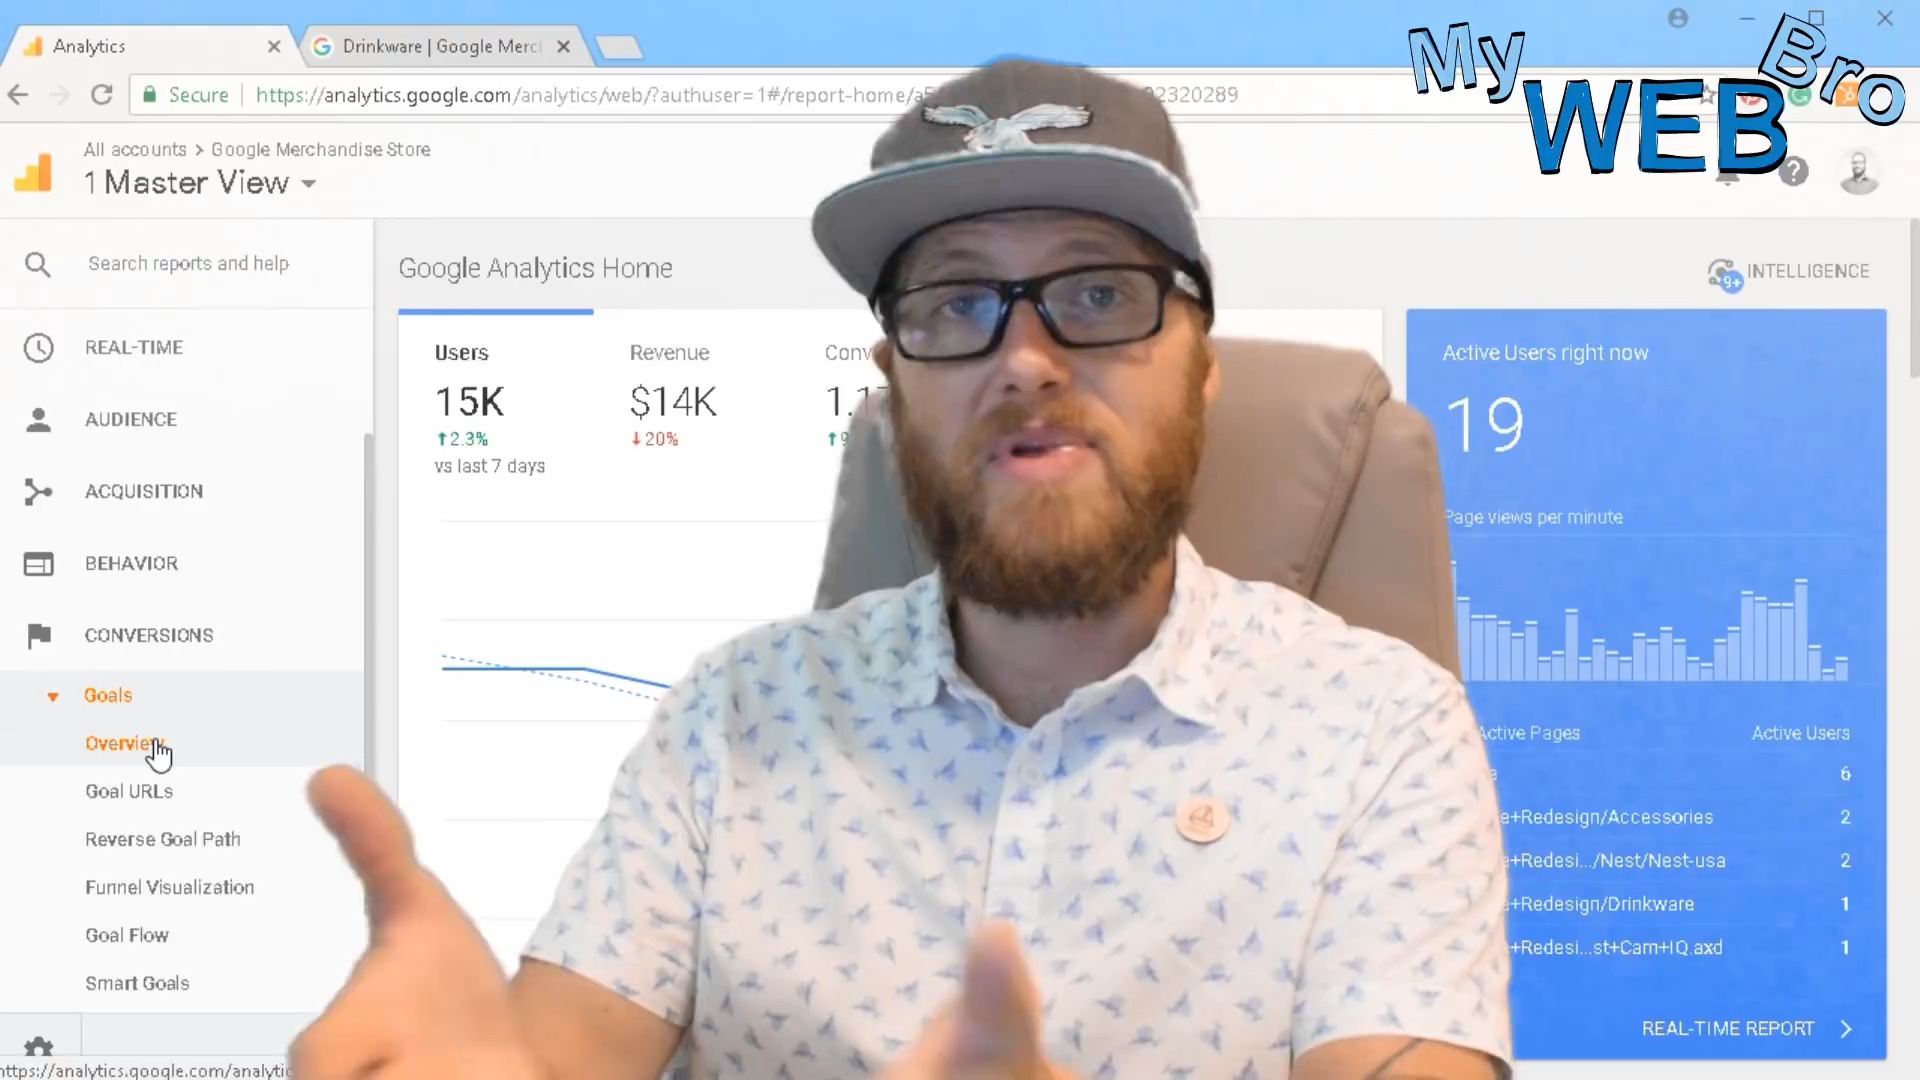 Analytics
Drinkware | Google Merc
My
WEB
Bro
Secure
https://analytics.google.com/analytics/web/?authuser=1#/report-home/a
2320289
All accounts > Google Merchandise Store
1 Master View
Search reports and help
Google Analytics Home
INTELLIGENCE
9+
REAL-TIME
AUDIENCE
ACQUISITION
BEHAVIOR
CONVERSIONS
Goals
Overview
Goal URLs
Reverse Goal Path
Funnel Visualization
Goal Flow
Smart Goals
Users
15K
2.3%
vs last 7 days
Revenue
$14K
20%
Conv
1.1
9
Active Users right now
19
Page views per minute
Active Pages
Active Users
6
e+Redesign/Accessories
2
e+Redesi.../Nest/Nest-usa
2
e+Redesign/Drinkware
1
+Redesi...st+Cam+IQ.axd
1
REAL-TIME REPORT
https://analytics.google.com/analytic